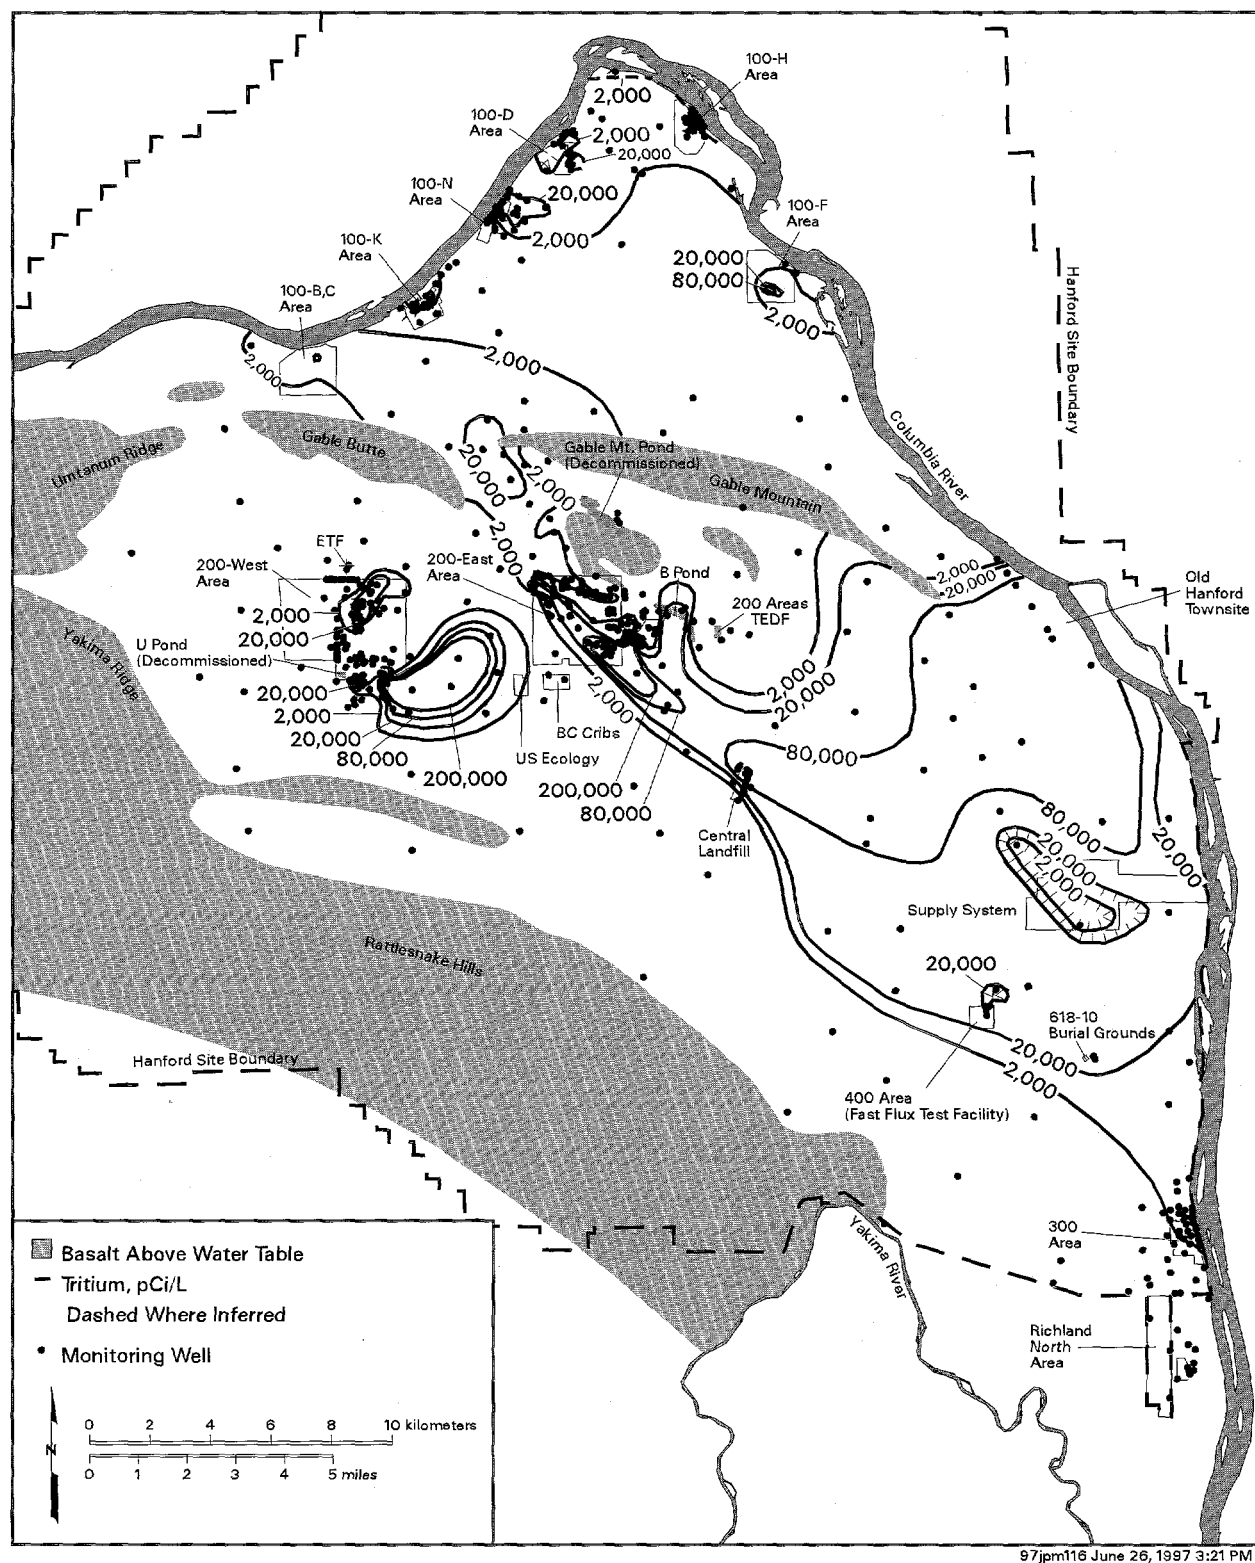 100-H
Area
2,000
100-D
Area
2,000
20,000
100-N
Area
20,000
2,000
100-F
Area
100-K
Area
20,000
80,000
2,000
100-B,C
Area
Hanford Site Boundary
2,000
2,000
Columbia River
Umtanum Ridge
Gable Butte
Gable Mt. Pond
(Decommissioned)
Gable Mountain
20,000
2,000
2,000
ETF
200-West
Area
200-East
Area
B Pond
2,000
20,000
Old
Hanford
Townsite
200 Areas
TEDF
2,000
20,000
Yakima Ridge
U Pond
(Decommissioned)
20,000
2,000
20,000
80,000
200,000
2,000
BC Cribs
US Ecology
200,000
80,000
2,000
20,000
80,000
Central
Landfill
80,000
20,000
2,000
20,000
Supply System
Rattlesnake Hills
20,000
618-10
Burial Grounds
20,000
2,000
Hanford Site Boundary
400 Area
(Fast Flux Test Facility)
300
Area
Yakima River
Richland
North
Area
Basalt Above Water Table
Tritium, pCi/L
Dashed Where Inferred
Monitoring Well
N
0 2 4 6 8 10 kilometers
0 1 2 3 4 5 miles
97jpm116 June 26, 1997 3:21 PM